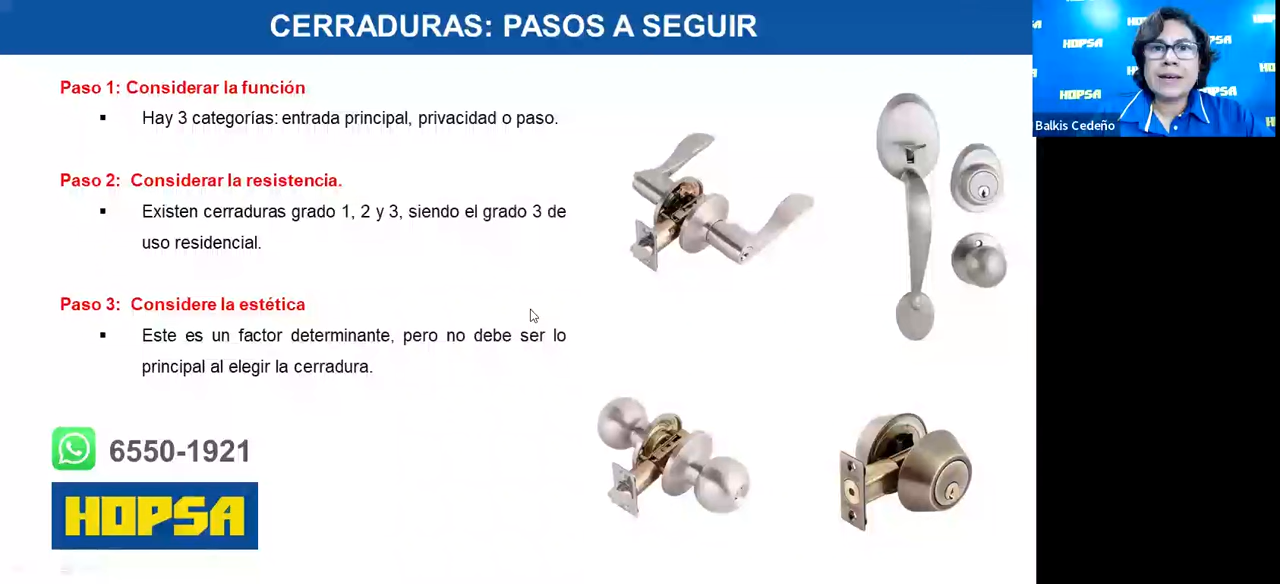 CERRADURAS: PASOS A SEGUIR
Paso 1: Considerar la función
Hay 3 categorías: entrada principal, privacidad o paso.
Paso 2: Considerar la resistencia.
Existen cerraduras grado 1, 2 y 3, siendo el grado 3 de
uso residencial.
Paso 3: Considere la estética
Este es un factor determinante, pero no debe ser lo
principal al elegir la cerradura.
6550-1921
HOPSA
HOPSA
HOPSA
Balkis Cedeño